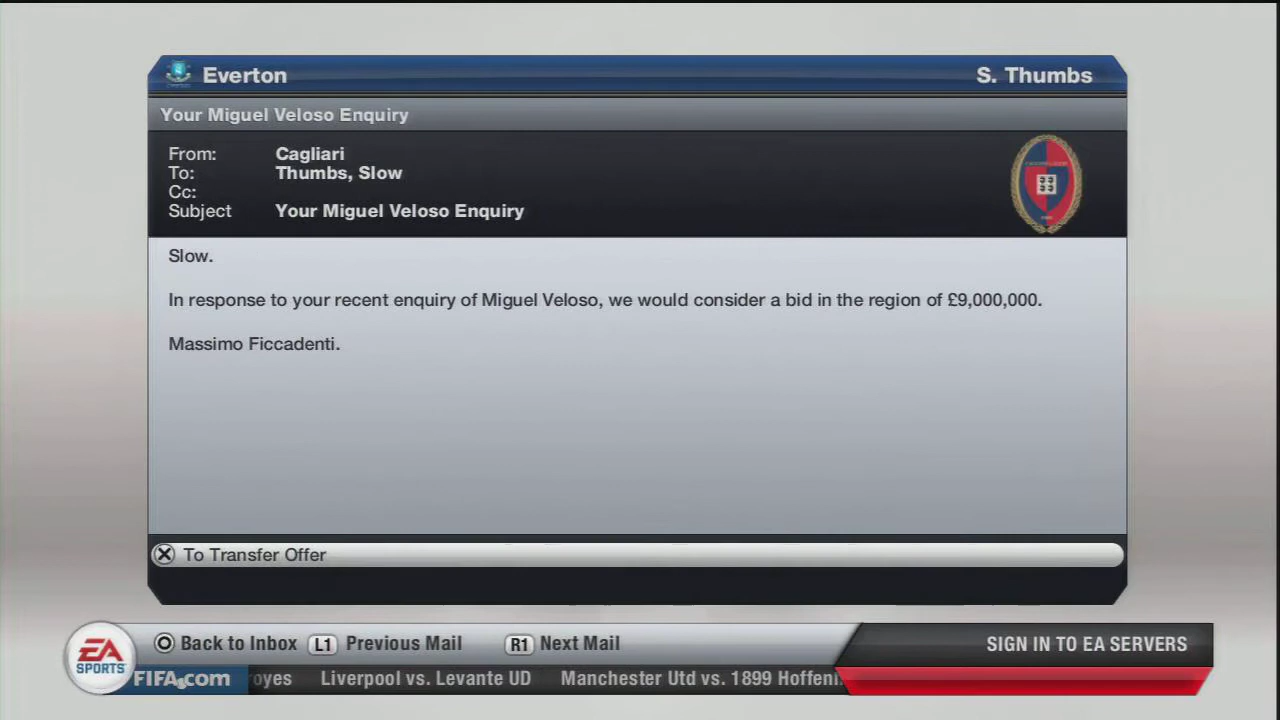 Everton
S. Thumbs
Your Miguel Veloso Enquiry
From: Cagliari
To: Thumbs, Slow
Cc:
Subject Your Miguel Veloso Enquiry
Slow.
In response to your recent enquiry of Miguel Veloso, we would consider a bid in the region of £9,000,000.
Massimo Ficcadenti.
To Transfer Offer
Back to Inbox L1 Previous Mail R1 Next Mail
SIGN IN TO EA SERVERS
EA SPORTS
FIFA.com oyes Liverpool vs. Levante UD Manchester Utd vs. 1899 Hoffen